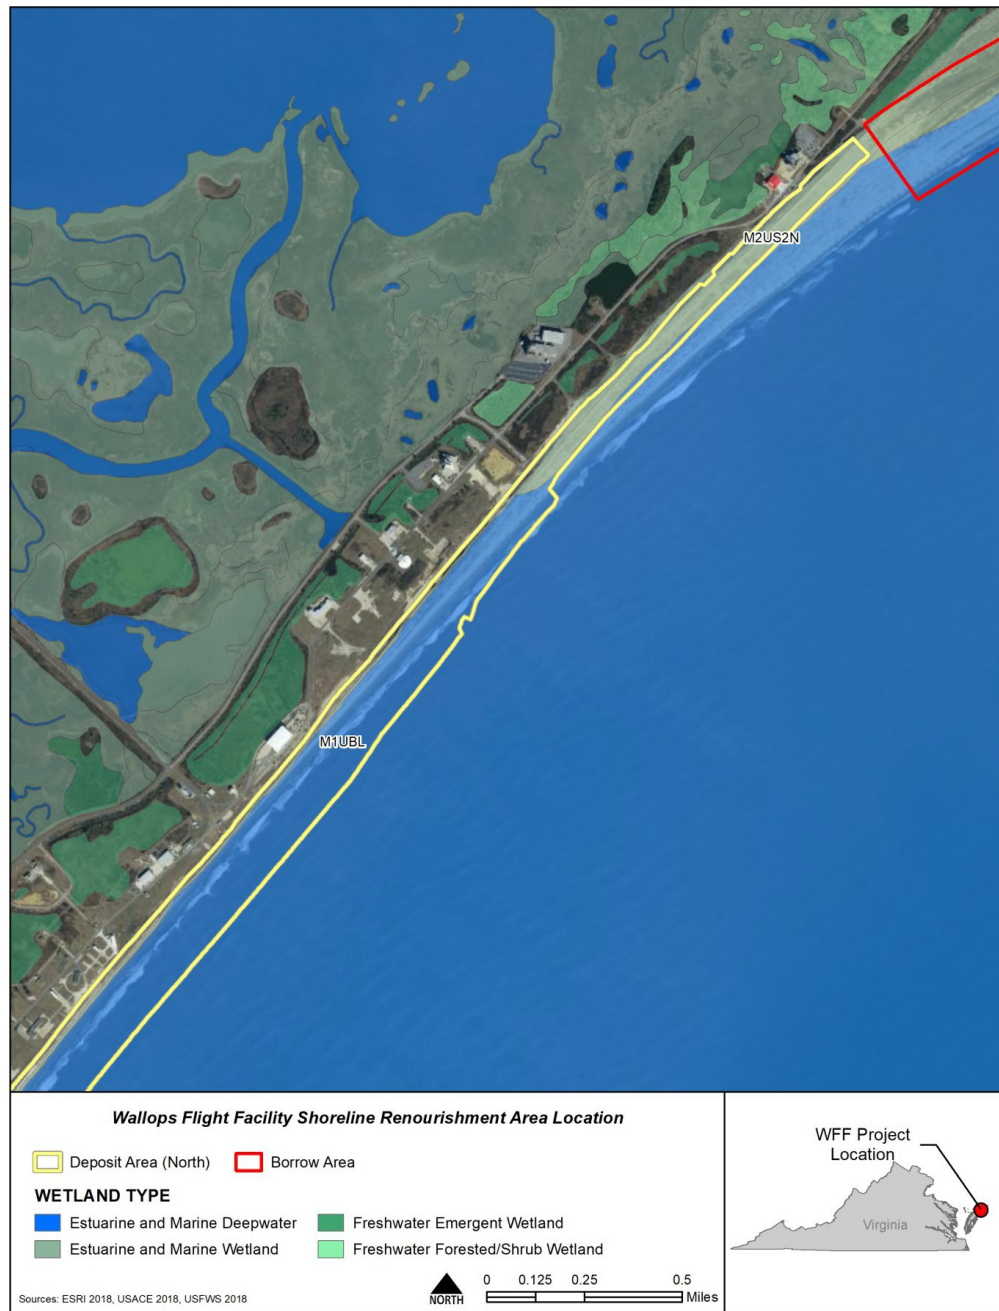 M2US2N
M1UBL
Wallops Flight Facility Shoreline Renourishment Area Location
Deposit Area (North)
Borrow Area
WETLAND TYPE
Estuarine and Marine Deepwater
Freshwater Emergent Wetland
Estuarine and Marine Wetland
Freshwater Forested/Shrub Wetland
Sources: ESRI 2018, USACE 2018, USFWS 2018
NORTH
0 0.125 0.25 0.5
Miles
WFF Project
Location
Virginia